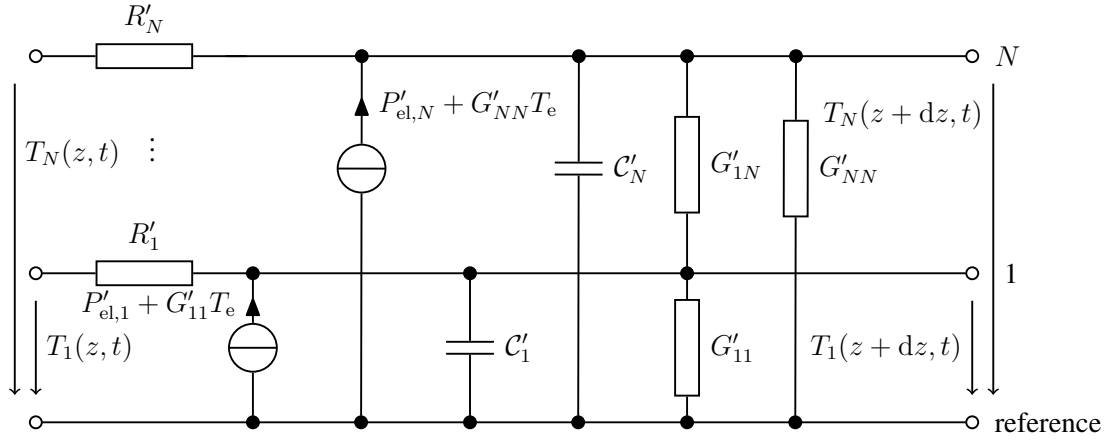 R′_N
N
P′_{el,N} + G′_{NN}T_e
T_N(z + dz, t)
T_N(z, t) ⋮
𝒞′_N
G′_{1N}
G′_{NN}
R′_1
1
P′_{el,1} + G′_{11}T_e
T_1(z, t)
𝒞′_1
G′_{11}
T_1(z + dz, t)
reference